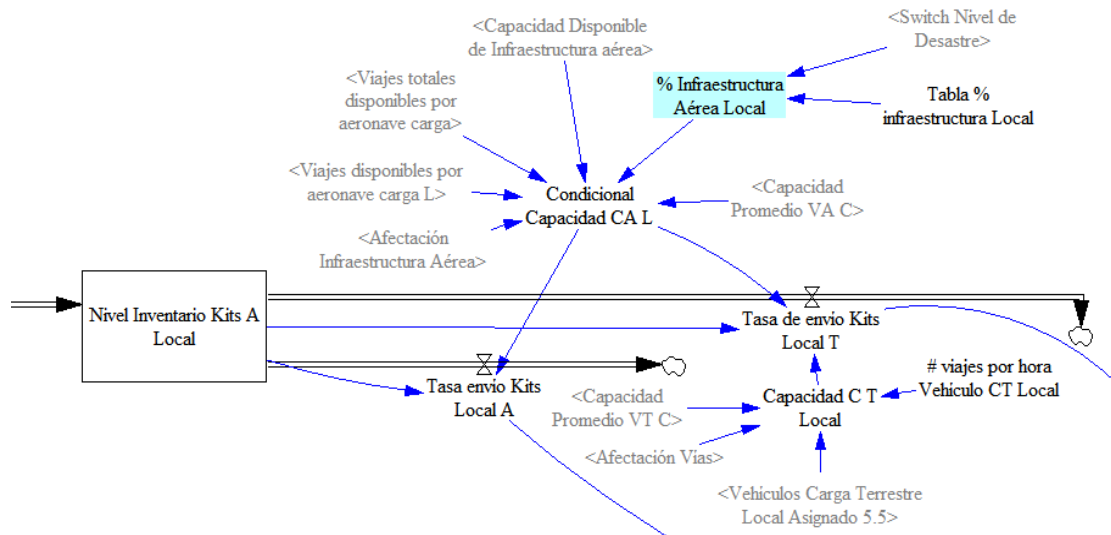 <Capacidad Disponible
de Infraestructura aérea>
<Switch Nivel de
Desastre>
<Viajes totales
disponibles por
aeronave carga>
% Infraestructura
Aérea Local
Tabla %
infraestructura Local
<Viajes disponibles por
aeronave carga L>
Condicional
Capacidad CA L
<Capacidad
Promedio VA C>
<Afectación
Infraestructura Aérea>
Nivel Inventario Kits A
Local
Tasa de envio Kits
Local T
Tasa envio Kits
Local A
# viajes por hora
Vehículo CT Local
<Capacidad
Promedio VT C>
Capacidad C T
Local
<Afectación Vías>
<Vehiculos Carga Terrestre
Local Asignado 5.5>